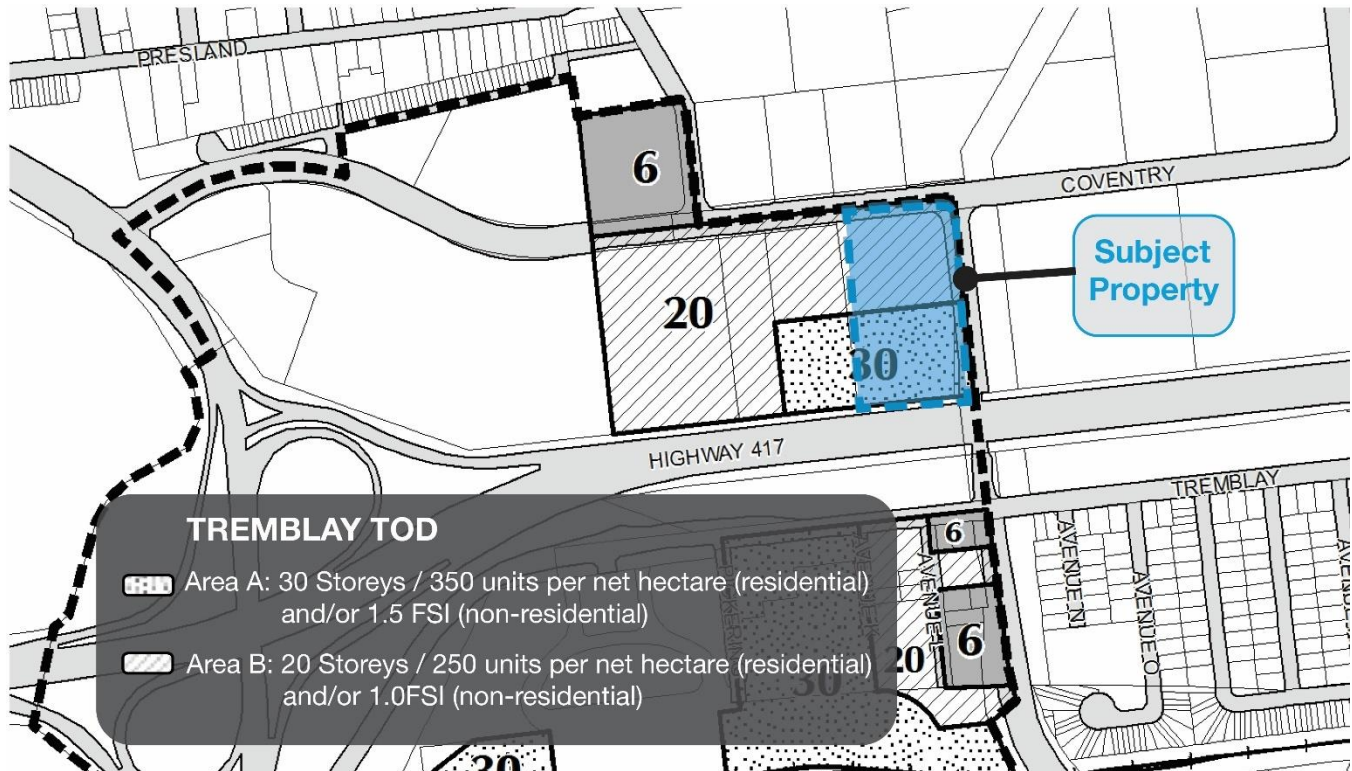 PRESLAND
6
COVENTRY
Subject
Property
20
30
HIGHWAY 417
TREMBLAY
TREMBLAY TOD
Area A: 30 Storeys / 350 units per net hectare (residential)
and/or 1.5 FSI (non-residential)
Area B: 20 Storeys / 250 units per net hectare (residential)
and/or 1.0FSI (non-residential)
6
AVENUE L
6
20
30
AVENUE N
AVENUE O
30